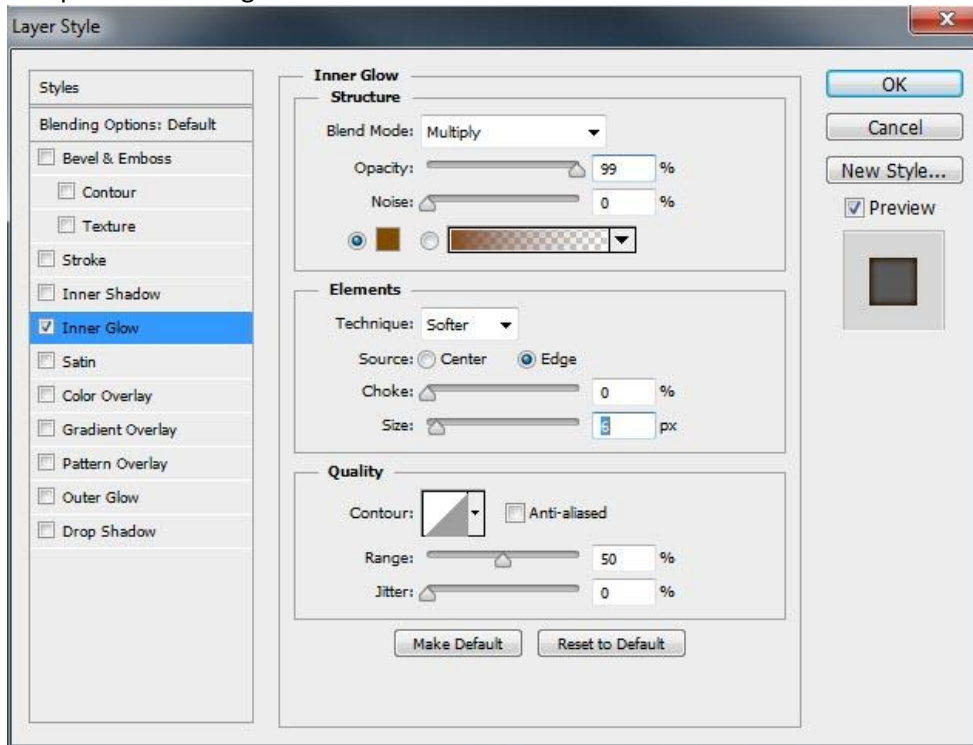 Layer Style
Styles
Blending Options: Default
Bevel & Emboss
Contour
Texture
Stroke
Inner Shadow
Inner Glow
Satin
Color Overlay
Gradient Overlay
Pattern Overlay
Outer Glow
Drop Shadow
Inner Glow
Structure
Blend Mode: Multiply
Opacity: 99 %
Noise: 0 %
Elements
Technique: Softer
Source: Center Edge
Choke: 0 %
Size: 5 px
Quality
Contour: Anti-aliased
Range: 50 %
Jitter: 0 %
Make Default Reset to Default
OK
Cancel
New Style...
Preview